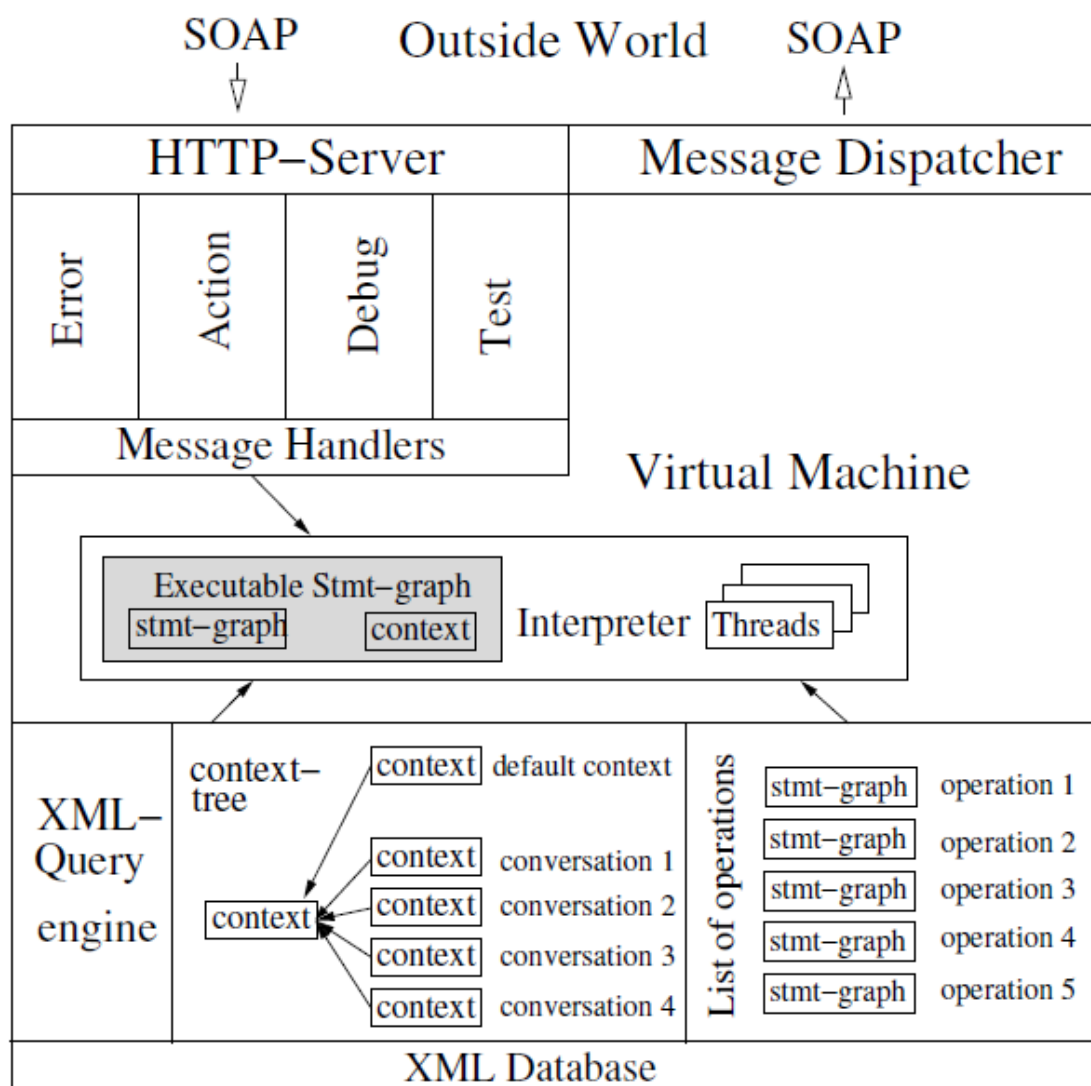 SOAP
Outside World
SOAP
HTTP−Server
Message Dispatcher
Error
Action
Debug
Test
Message Handlers
Virtual Machine
Executable Stmt−graph
stmt−graph
context
Interpreter
Threads
XML−
Query
engine
context−
tree
context
context
default context
context
conversation 1
context
conversation 2
context
conversation 3
context
conversation 4
List of operations
stmt−graph
operation 1
stmt−graph
operation 2
stmt−graph
operation 3
stmt−graph
operation 4
stmt−graph
operation 5
XML Database